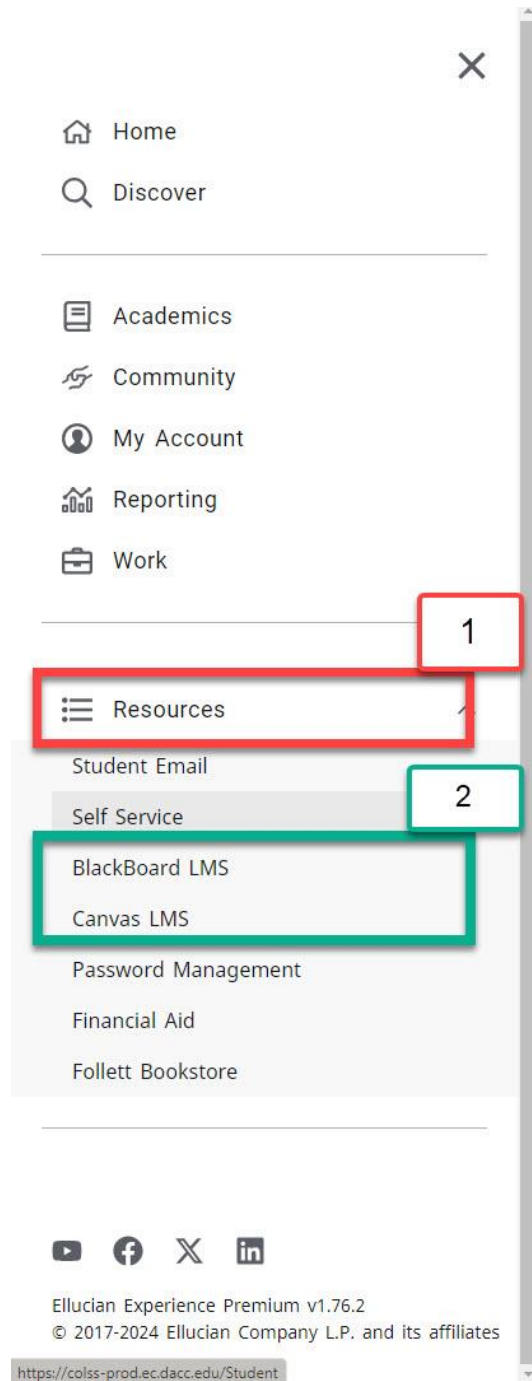 Home
Discover
Academics
Community
My Account
Reporting
Work
1
Resources
Student Email
2
Self Service
BlackBoard LMS
Canvas LMS
Password Management
Financial Aid
Follett Bookstore
Ellucian Experience Premium v1.76.2
© 2017-2024 Ellucian Company L.P. and its affiliates
https://colss-prod.ec.dacc.edu/Student